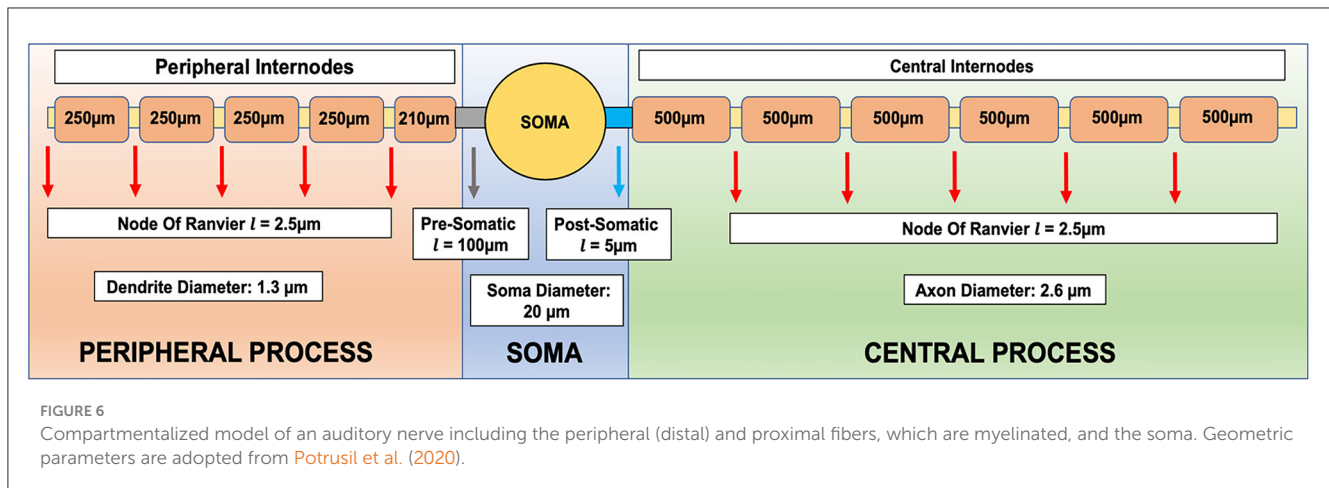 Peripheral Internodes
Central Internodes
250μm 250μm 250μm 250μm 210μm SOMA 500μm 500μm 500μm 500μm 500μm 500μm
Node Of Ranvier l = 2.5μm
Pre-Somatic
l = 100μm
Post-Somatic
l = 5μm
Node Of Ranvier l = 2.5μm
Dendrite Diameter: 1.3 μm
Soma Diameter:
20 μm
Axon Diameter: 2.6 μm
PERIPHERAL PROCESS
SOMA
CENTRAL PROCESS
FIGURE 6
Compartmentalized model of an auditory nerve including the peripheral (distal) and proximal fibers, which are myelinated, and the soma. Geometric
parameters are adopted from Potrusil et al. (2020).